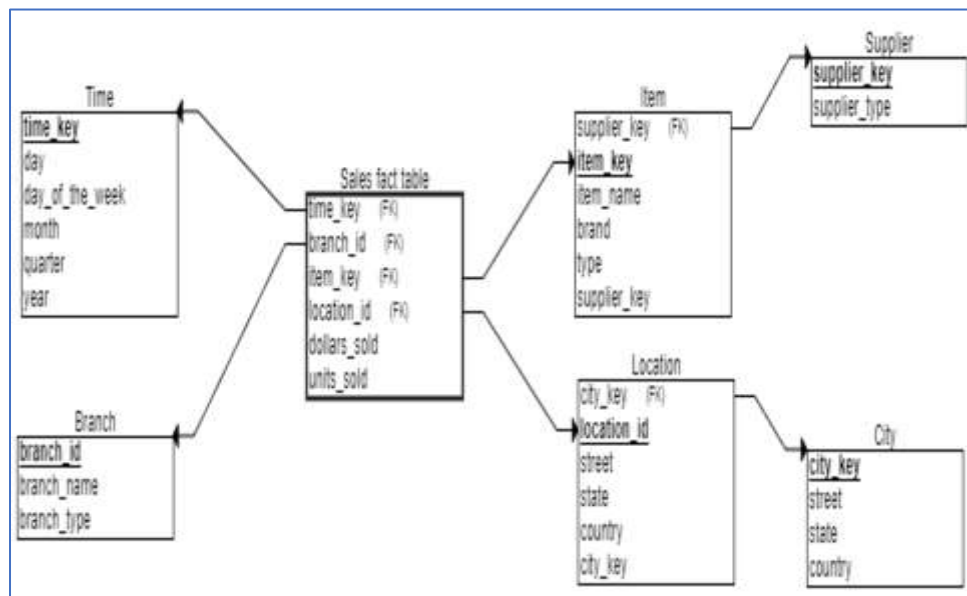 Time
time_key
day
day_of_the_week
month
quarter
year
Branch
branch_id
branch_name
branch_type
Sales fact table
time_key (FK)
branch_id (FK)
item_key (FK)
location_id (FK)
dollars_sold
units_sold
Item
supplier_key (FK)
item_key
item_name
brand
type
supplier_key
Supplier
supplier_key
supplier_type
Location
city_key (FK)
location_id
street
state
country
city_key
City
city_key
street
state
country